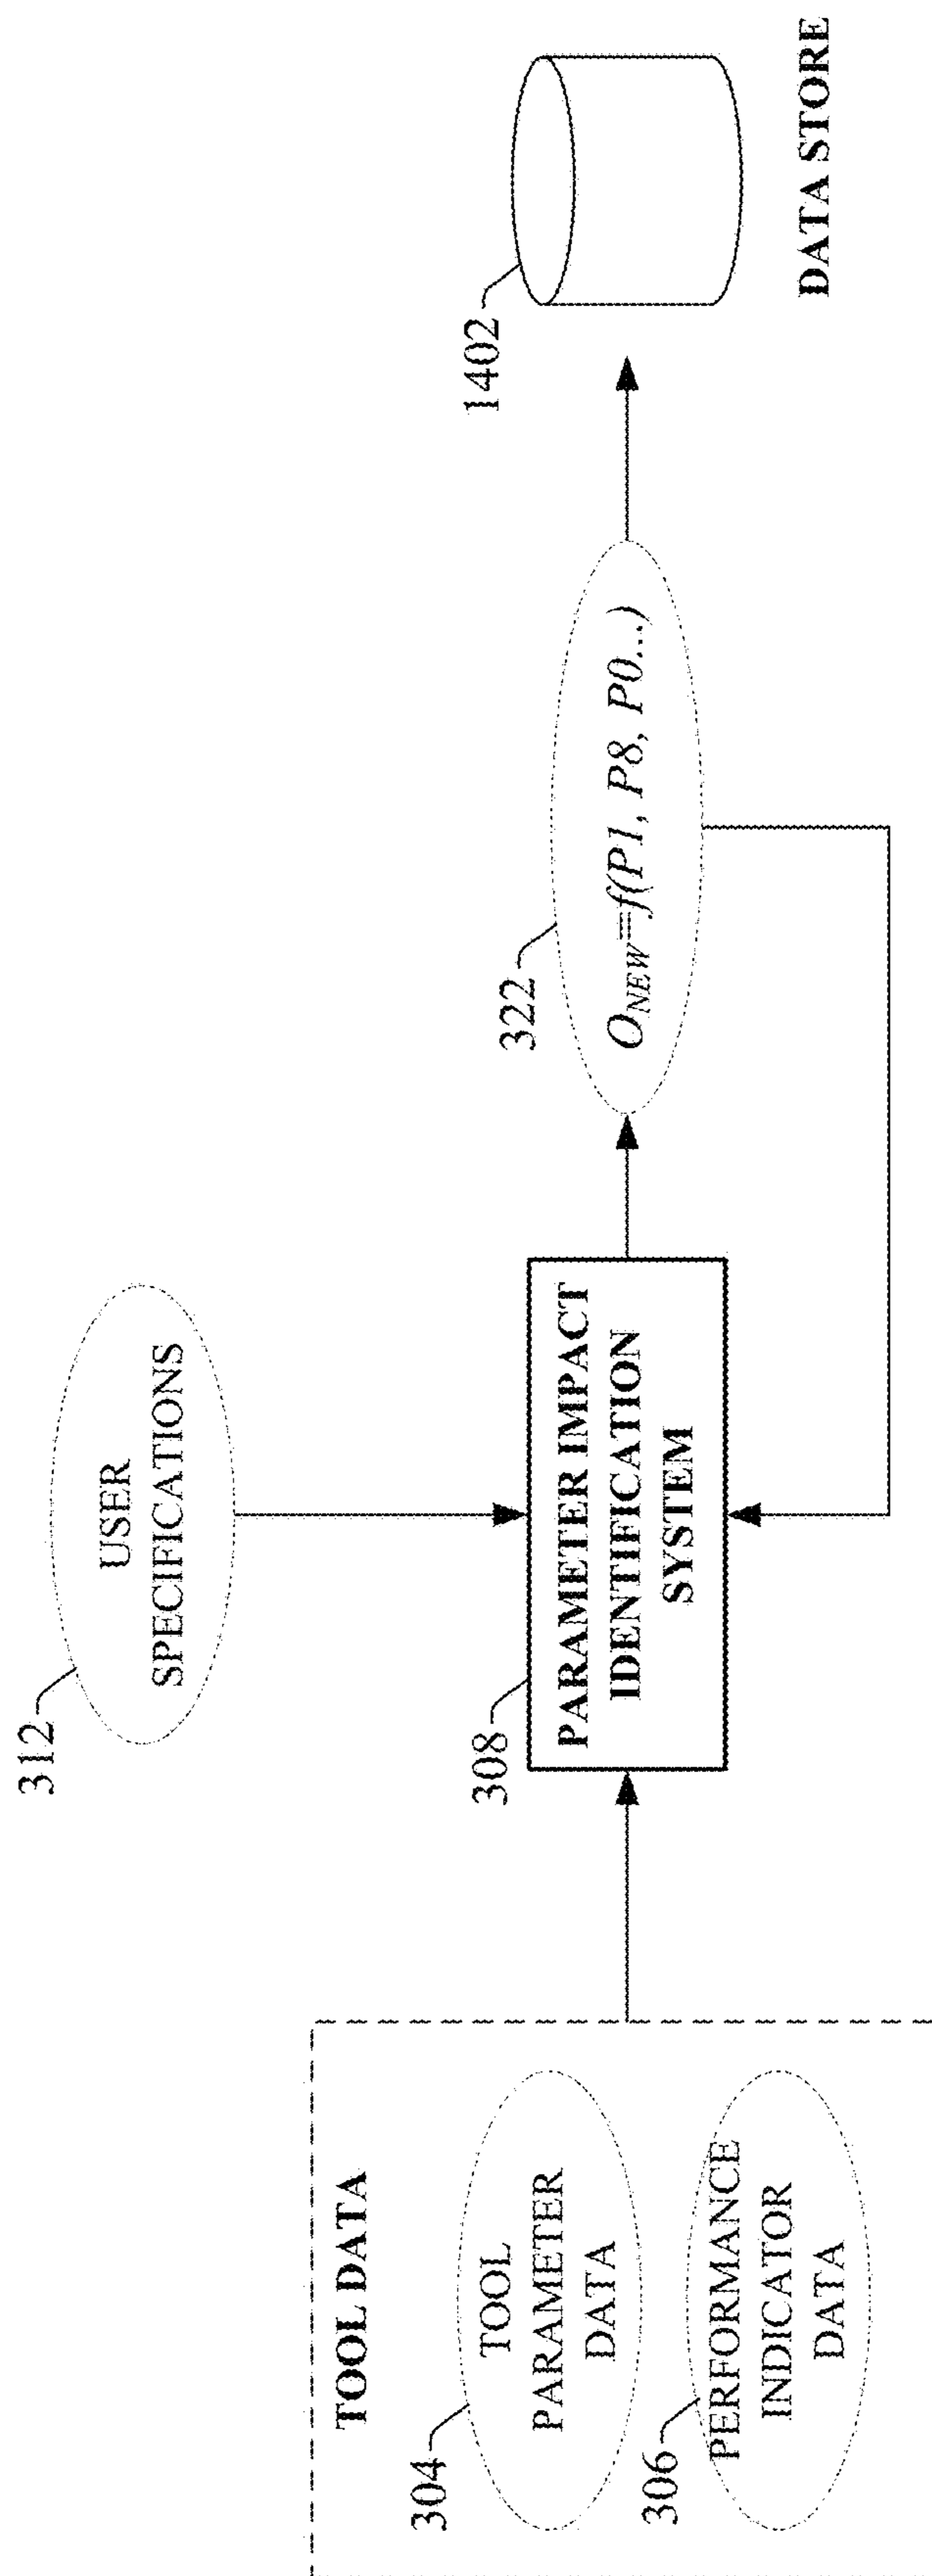 TOOL DATA
304
TOOL
PARAMETER
DATA
306
PERFORMANCE
INDICATOR
DATA
312
USER
SPECIFICATIONS
308
PARAMETER IMPACT
IDENTIFICATION
SYSTEM
322
O_NEW=f(P1, P8, P0...)
1402
DATA STORE